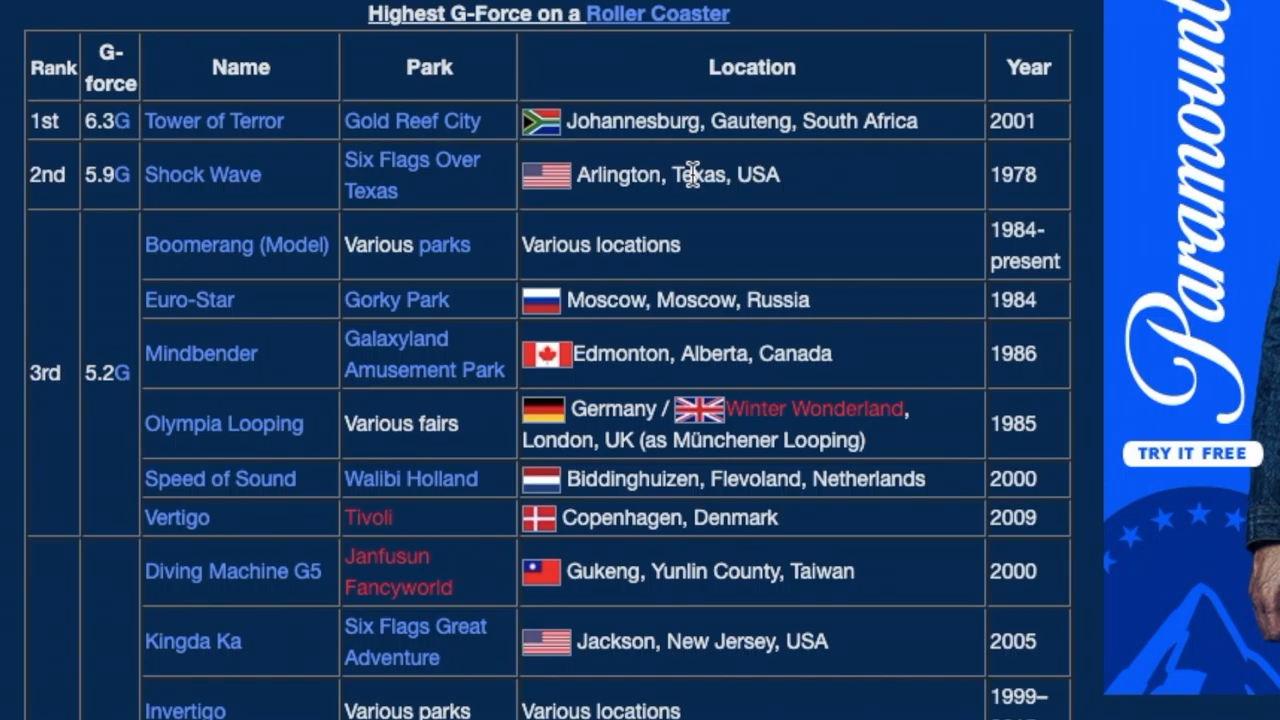 Highest G-Force on a Roller Coaster
Rank G-force Name Park Location Year
1st 6.3G Tower of Terror Gold Reef City Johannesburg, Gauteng, South Africa 2001
2nd 5.9G Shock Wave Six Flags Over Texas Arlington, Texas, USA 1978
3rd 5.2G
Boomerang (Model) Various parks Various locations 1984-present
Euro-Star Gorky Park Moscow, Moscow, Russia 1984
Mindbender Galaxyland Amusement Park Edmonton, Alberta, Canada 1986
Olympia Looping Various fairs Germany / Winter Wonderland, London, UK (as Münchener Looping) 1985
Speed of Sound Walibi Holland Biddinghuizen, Flevoland, Netherlands 2000
Vertigo Tivoli Copenhagen, Denmark 2009
Diving Machine G5 Janfusun Fancyworld Gukeng, Yunlin County, Taiwan 2000
Kingda Ka Six Flags Great Adventure Jackson, New Jersey, USA 2005
Invertigo Various parks Various locations 1999–
Paramount
TRY IT FREE